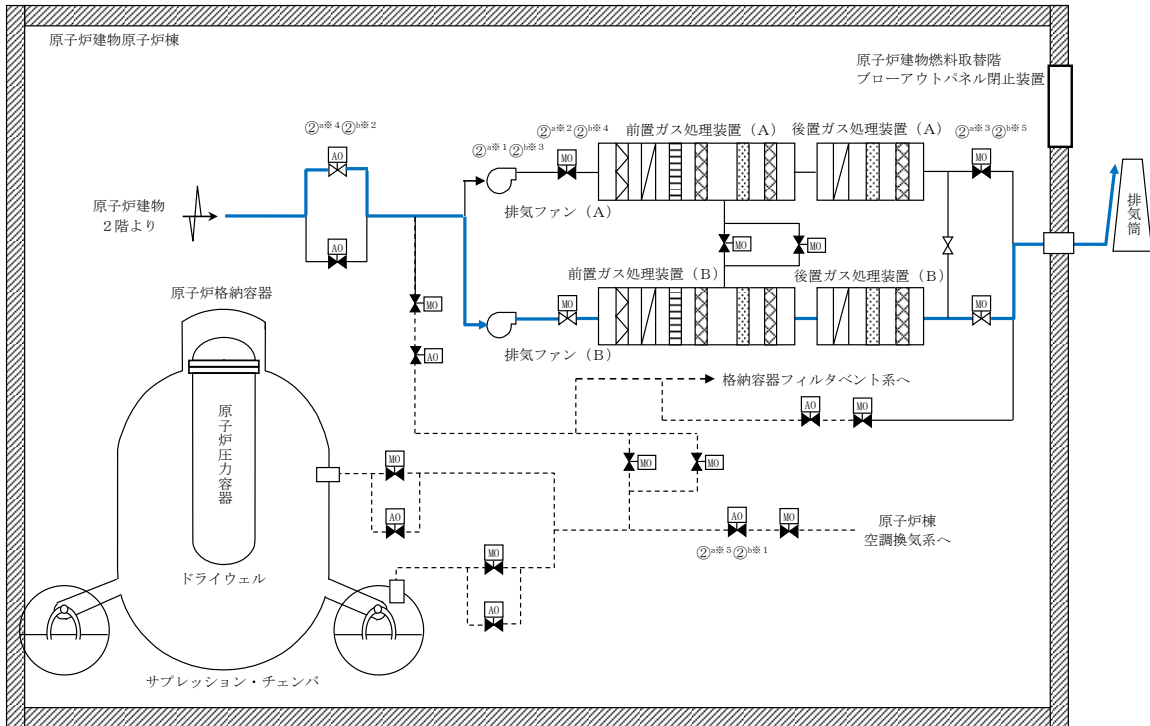 原子炉建物原子炉棟
原子炉建物燃料取替階
ブローアウトパネル閉止装置
②a※4②b※2
②a※1②b※3
②a※2②b※4
前置ガス処理装置（A）
後置ガス処理装置（A）
②a※3②b※5
AO
MO
MO
原子炉建物
２階より
排気ファン（A）
排気筒
AO
MO
MO
前置ガス処理装置（B）
後置ガス処理装置（B）
原子炉格納容器
MO
MO
MO
AO
排気ファン（B）
格納容器フィルタベント系へ
原子炉圧力容器
AO
MO
MO
MO
MO
AO
AO
MO
原子炉棟
空調換気系へ
②a※5②b※1
MO
ドライウェル
AO
サプレッション・チェンバ